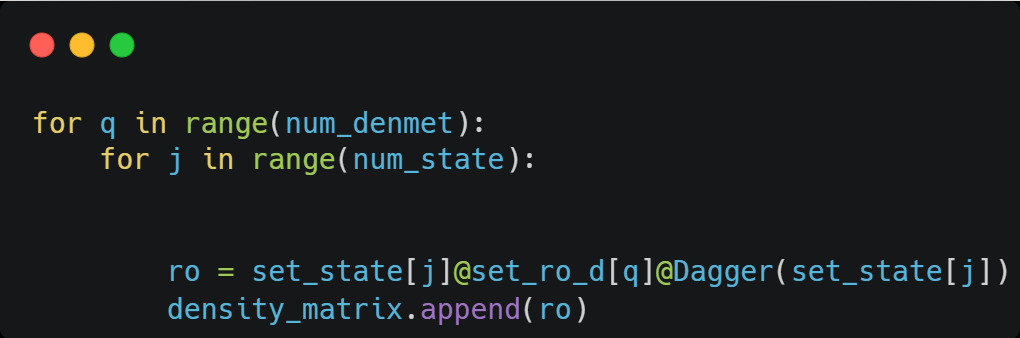 for q in range(num_denmet):
    for j in range(num_state):
        ro = set_state[j]@set_ro_d[q]@Dagger(set_state[j])
        density_matrix.append(ro)